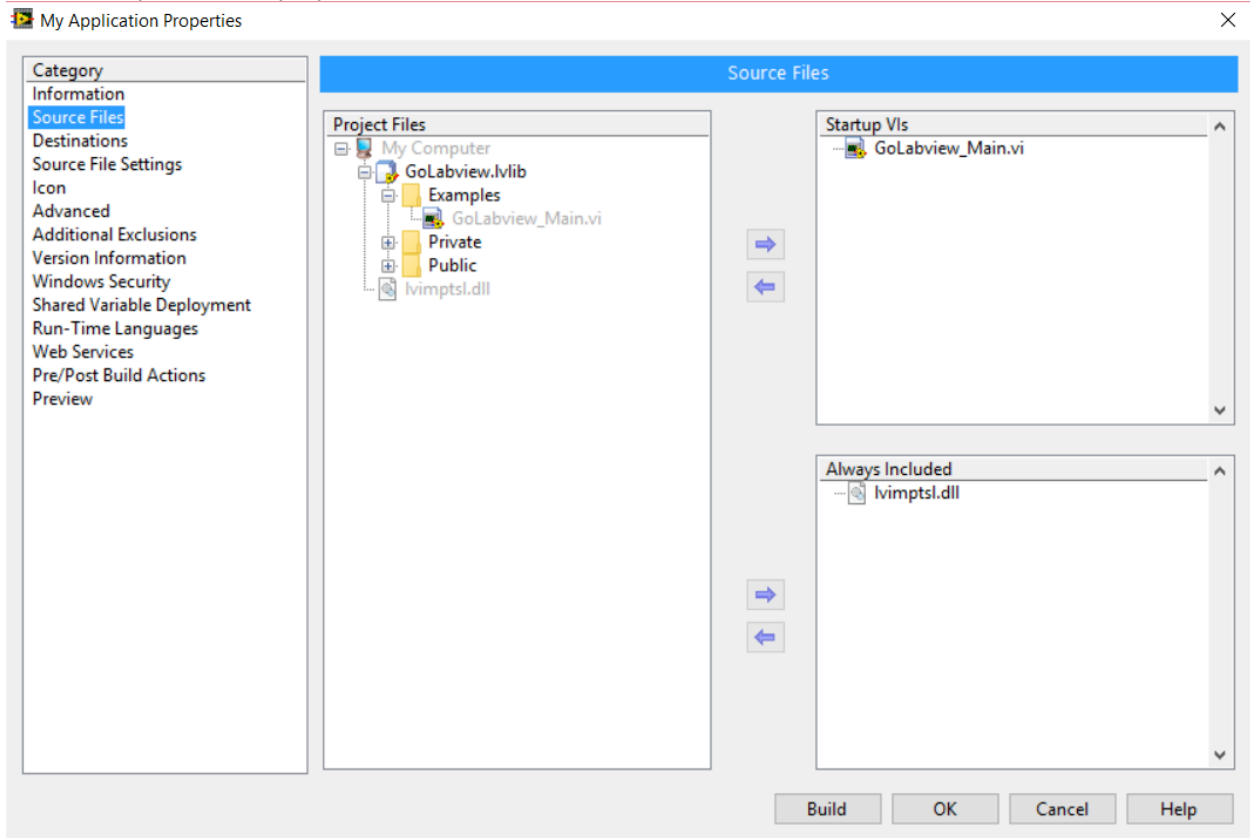 My Application Properties
Category
Information
Source Files
Destinations
Source File Settings
Icon
Advanced
Additional Exclusions
Version Information
Windows Security
Shared Variable Deployment
Run-Time Languages
Web Services
Pre/Post Build Actions
Preview
Source Files
Project Files
My Computer
GoLabview.lvlib
Examples
GoLabview_Main.vi
Private
Public
lvimptsl.dll
Startup VIs
GoLabview_Main.vi
Always Included
lvimptsl.dll
Build
OK
Cancel
Help